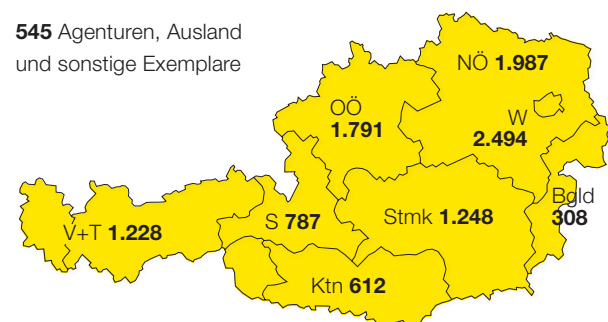 545 Agenturen, Ausland
und sonstige Exemplare
NÖ 1.987
OÖ
1.791
W
2.494
Bgld
308
V+T 1.228
S 787
Stmk 1.248
Ktn 612